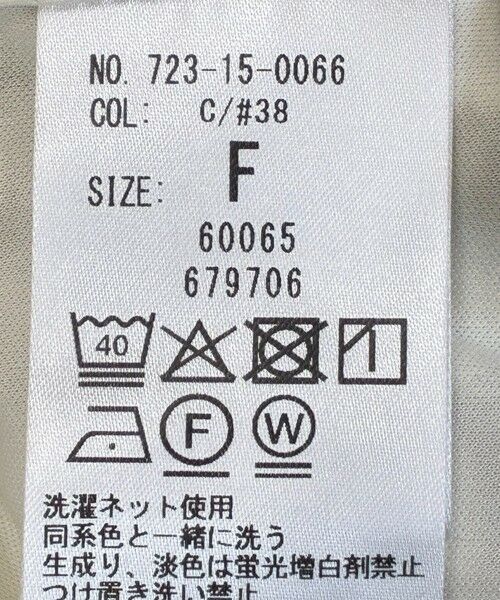 NO. 723-15-0066
COL: C/#38
SIZE: F
60065
679706
40
F W
洗濯ネット使用
同系色と一緒に洗う
生成り、淡色は蛍光増白剤禁止
つけ置き洗い禁止